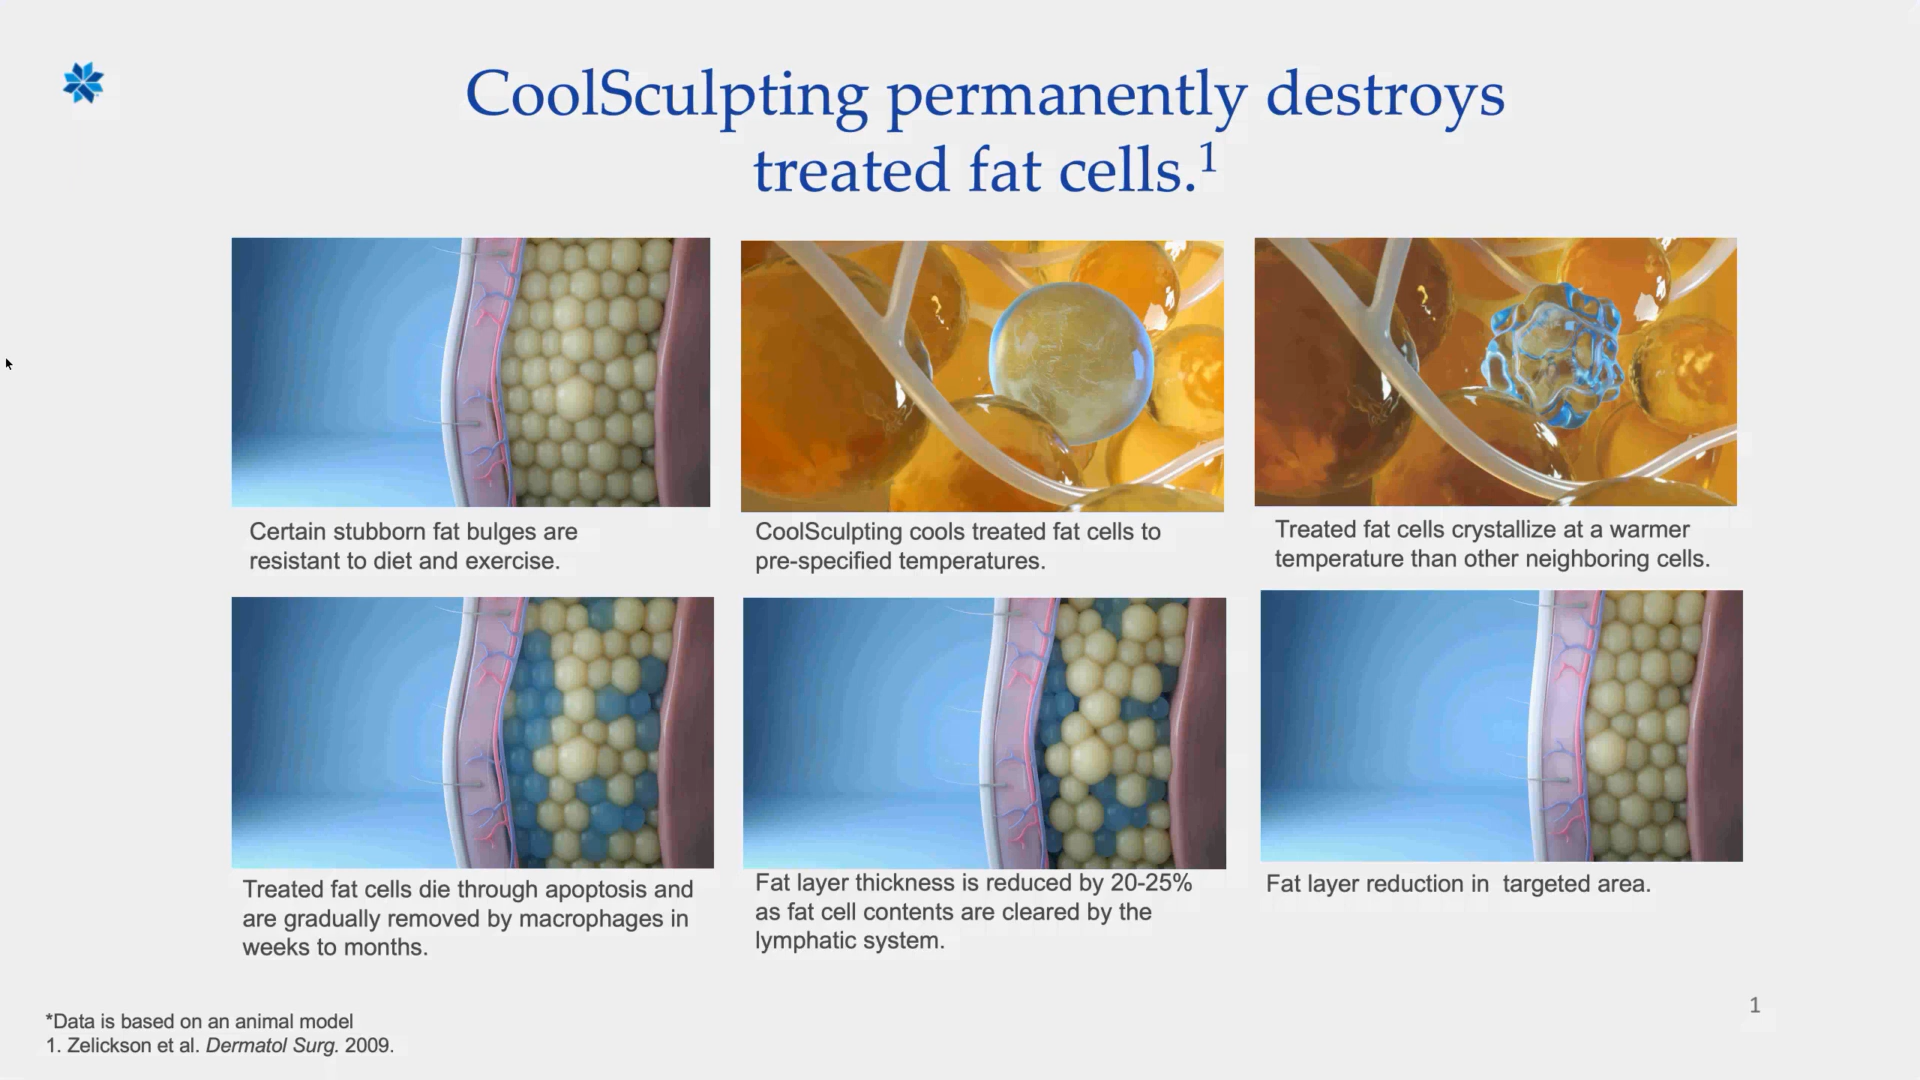 CoolSculpting permanently destroys
treated fat cells.¹
Certain stubborn fat bulges are
resistant to diet and exercise.
CoolSculpting cools treated fat cells to
pre-specified temperatures.
Treated fat cells crystallize at a warmer
temperature than other neighboring cells.
Treated fat cells die through apoptosis and
are gradually removed by macrophages in
weeks to months.
Fat layer thickness is reduced by 20-25%
as fat cell contents are cleared by the
lymphatic system.
Fat layer reduction in  targeted area.
*Data is based on an animal model
1. Zelickson et al. Dermatol Surg. 2009.
1